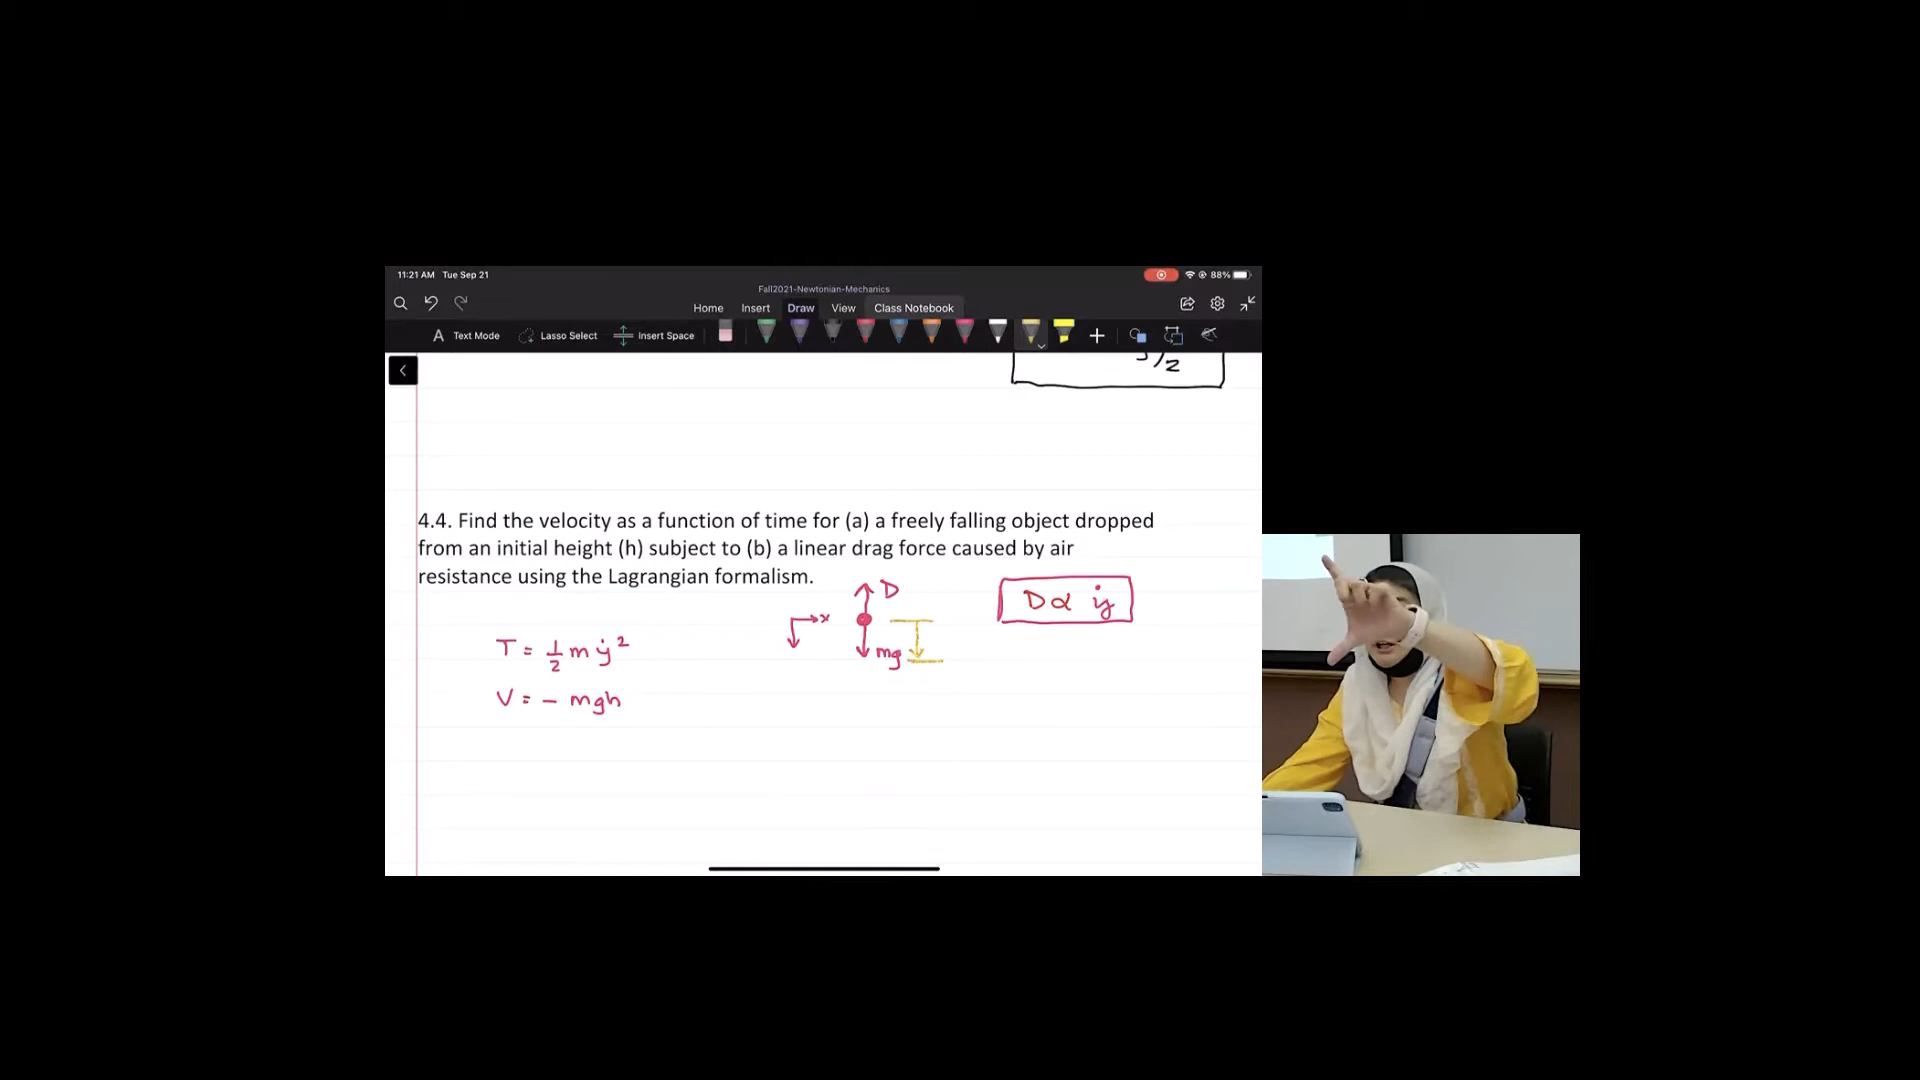 11:21 AM Tue Sep 21
88%
Fall2021-Newtonian-Mechanics
Home Insert Draw View Class Notebook
A Text Mode Lasso Select Insert Space
/2
4.4. Find the velocity as a function of time for (a) a freely falling object dropped
from an initial height (h) subject to (b) a linear drag force caused by air
resistance using the Lagrangian formalism.
D
D ∝ ẏ
x
mg
T = 1/2 m ẏ²
V = - mgh